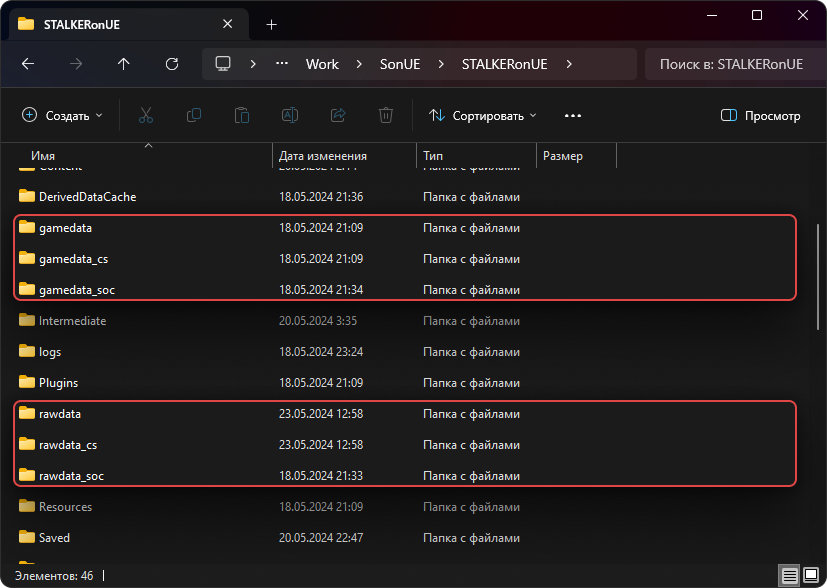 STALKERonUE
Work
SonUE
STALKERonUE
Поиск в: STALKERonUE
Создать
Сортировать
Просмотр
Имя Дата изменения Тип Размер
DerivedDataCache 18.05.2024 21:36 Папка с файлами
gamedata 18.05.2024 21:09 Папка с файлами
gamedata_cs 18.05.2024 21:09 Папка с файлами
gamedata_soc 18.05.2024 21:34 Папка с файлами
Intermediate 20.05.2024 3:35 Папка с файлами
logs 18.05.2024 23:24 Папка с файлами
Plugins 18.05.2024 21:09 Папка с файлами
rawdata 23.05.2024 12:58 Папка с файлами
rawdata_cs 23.05.2024 12:58 Папка с файлами
rawdata_soc 18.05.2024 21:33 Папка с файлами
Resources 18.05.2024 21:09 Папка с файлами
Saved 20.05.2024 22:47 Папка с файлами
Элементов: 46